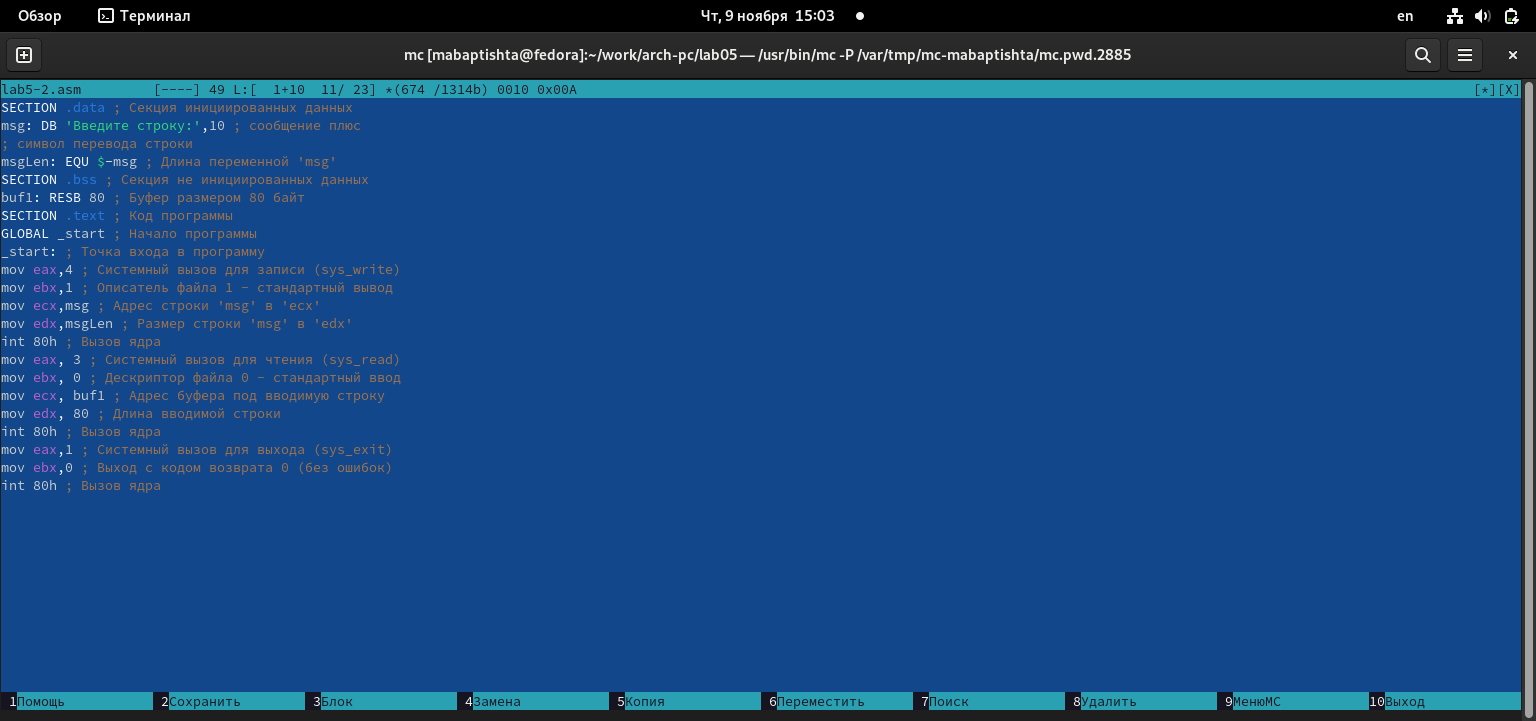 Обзор Терминал Чт, 9 ноября 15:03 en
mc [mabaptishta@fedora]:~/work/arch-pc/lab05 — /usr/bin/mc -P /var/tmp/mc-mabaptishta/mc.pwd.2885
lab5-2.asm [----] 49 L:[ 1+10 11/ 23] *(674 /1314b) 0010 0x00A [*][X]
SECTION .data ; Секция инициированных данных
msg: DB 'Введите строку:',10 ; сообщение плюс
; символ перевода строки
msgLen: EQU $-msg ; Длина переменной 'msg'
SECTION .bss ; Секция не инициированных данных
buf1: RESB 80 ; Буфер размером 80 байт
SECTION .text ; Код программы
GLOBAL _start ; Начало программы
_start: ; Точка входа в программу
mov eax,4 ; Системный вызов для записи (sys_write)
mov ebx,1 ; Описатель файла 1 - стандартный вывод
mov ecx,msg ; Адрес строки 'msg' в 'ecx'
mov edx,msgLen ; Размер строки 'msg' в 'edx'
int 80h ; Вызов ядра
mov eax, 3 ; Системный вызов для чтения (sys_read)
mov ebx, 0 ; Дескриптор файла 0 - стандартный ввод
mov ecx, buf1 ; Адрес буфера под вводимую строку
mov edx, 80 ; Длина вводимой строки
int 80h ; Вызов ядра
mov eax,1 ; Системный вызов для выхода (sys_exit)
mov ebx,0 ; Выход с кодом возврата 0 (без ошибок)
int 80h ; Вызов ядра
1Помощь 2Сохранить 3Блок 4Замена 5Копия 6Переместить 7Поиск 8Удалить 9МенюMC 10Выход